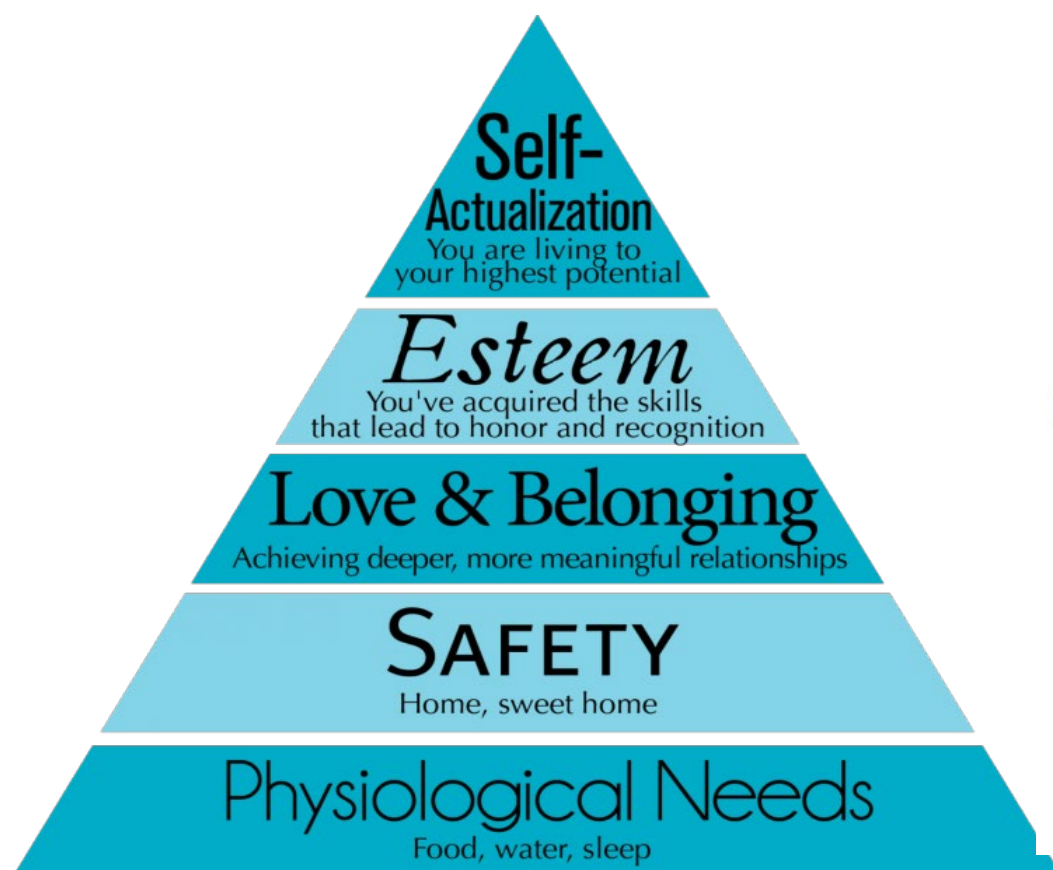 Self-
Actualization
You are living to
your highest potential
Esteem
You've acquired the skills
that lead to honor and recognition
Love & Belonging
Achieving deeper, more meaningful relationships
SAFETY
Home, sweet home
Physiological Needs
Food, water, sleep